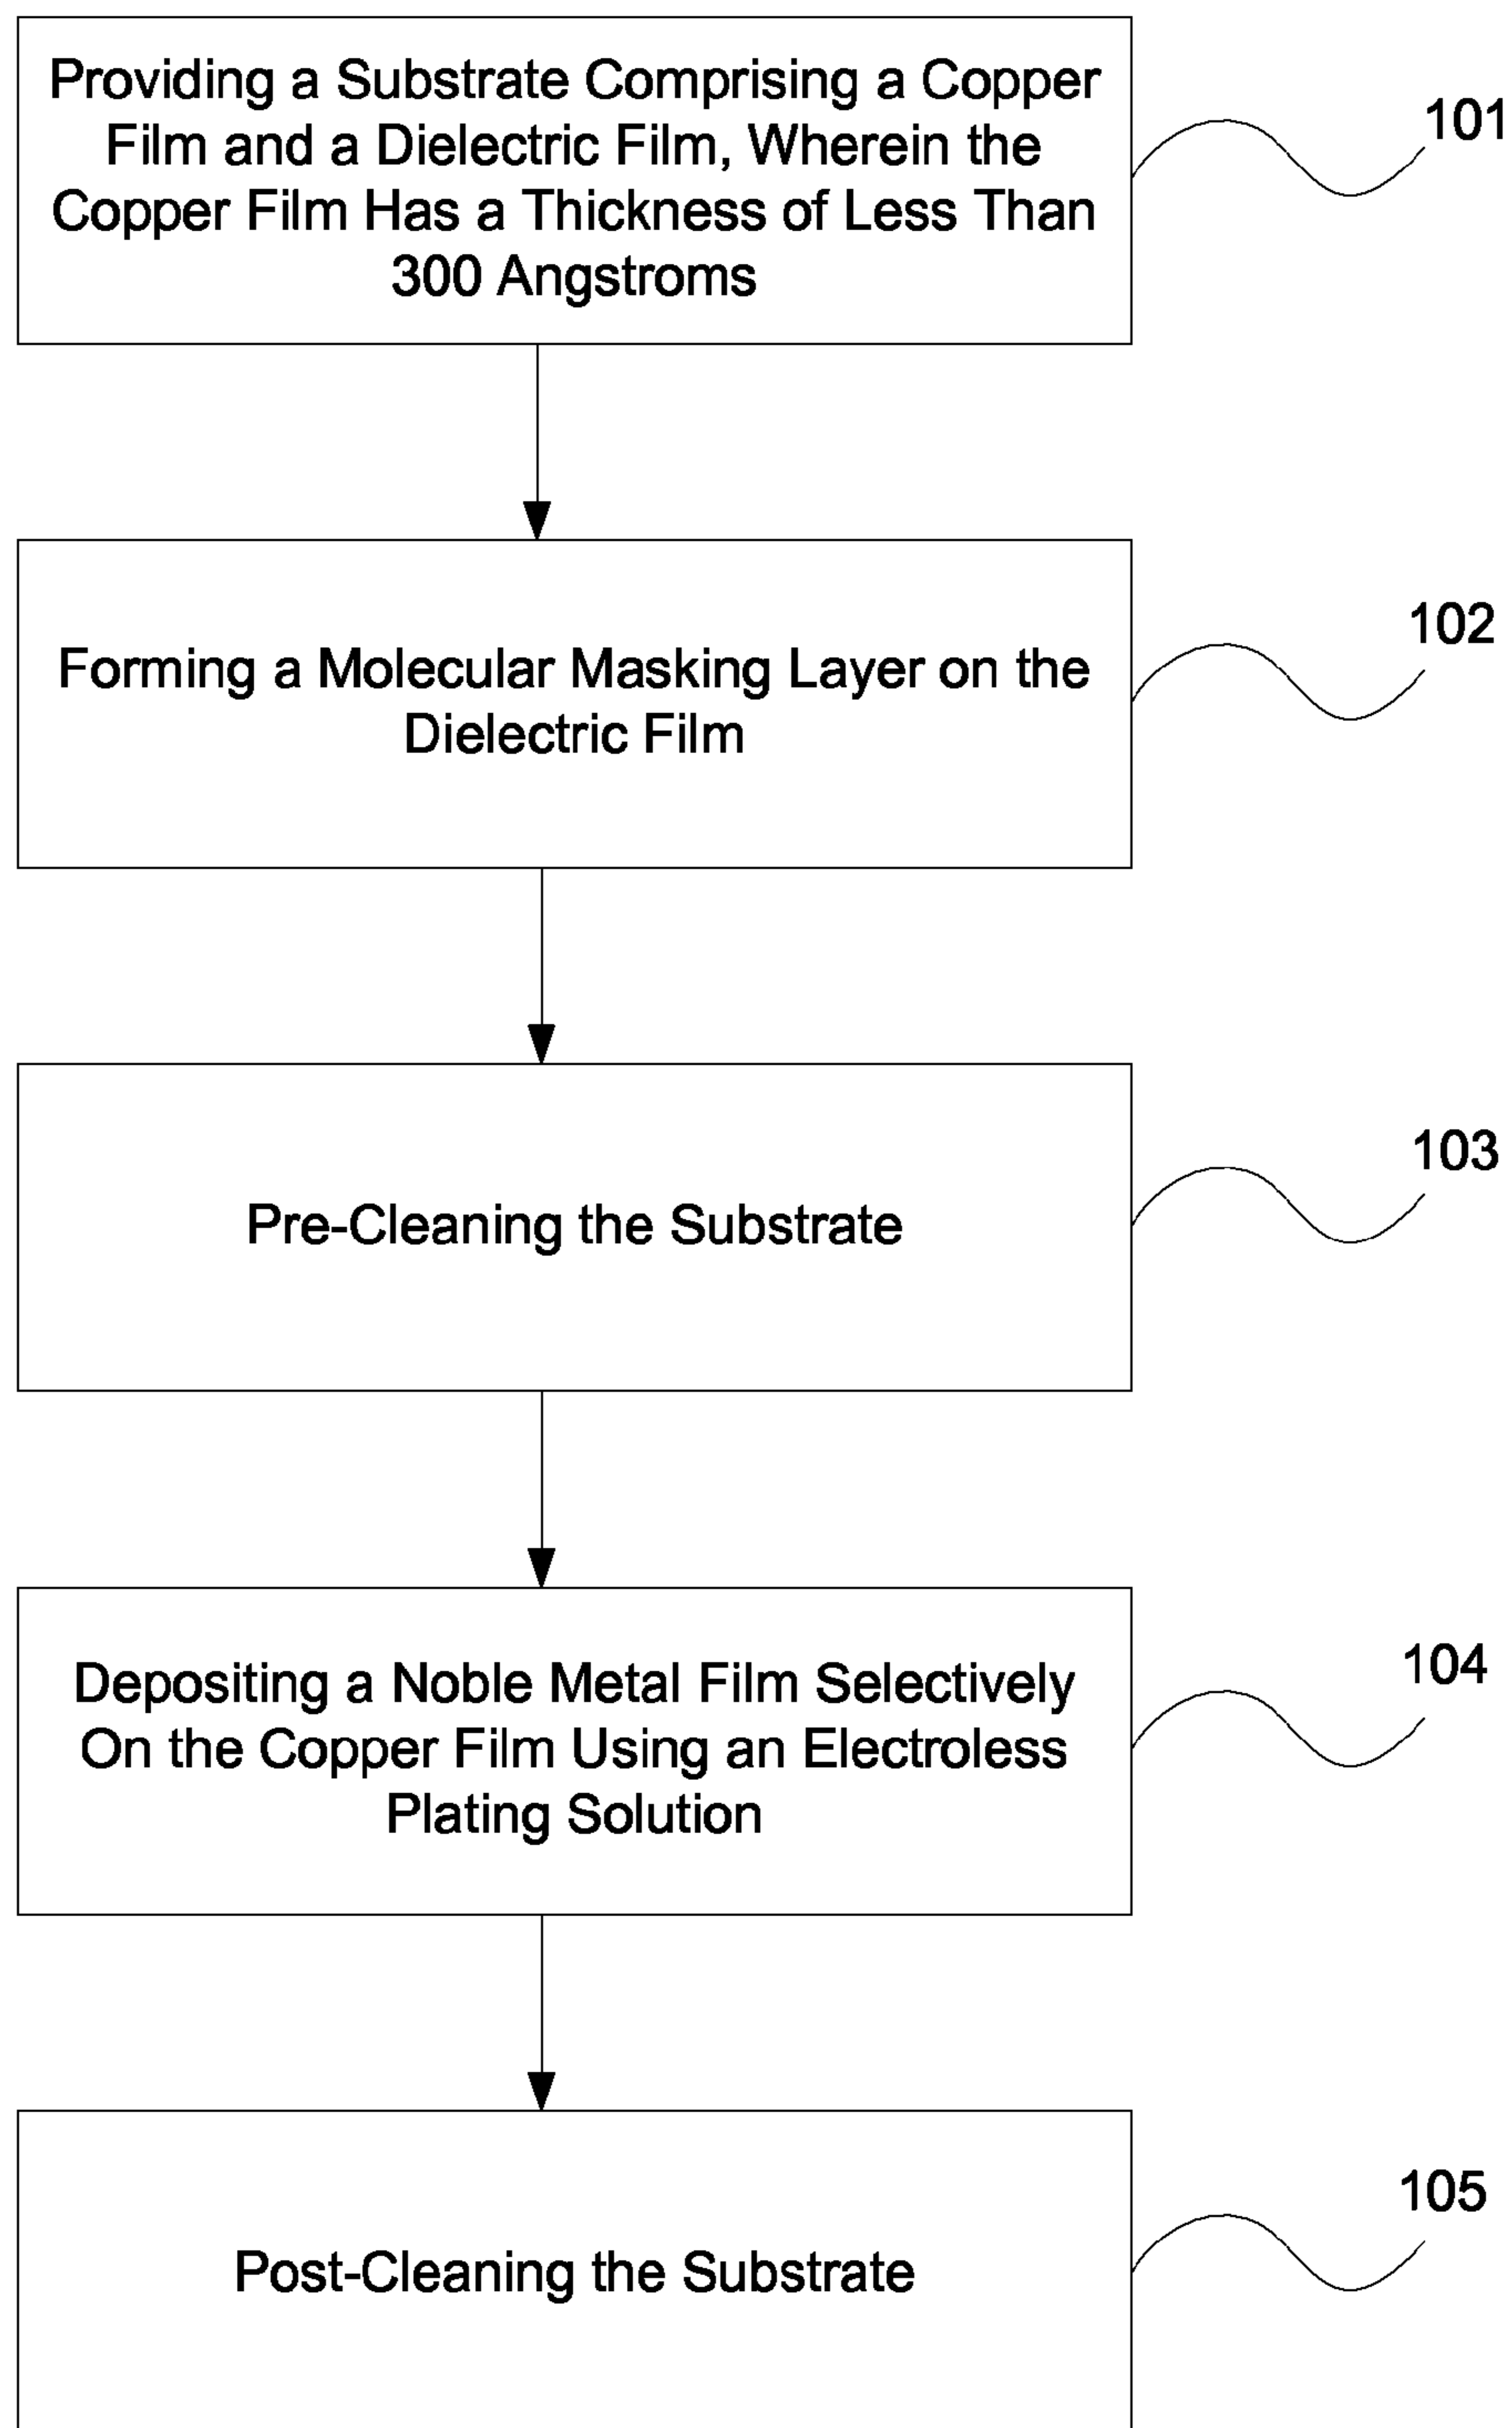 Providing a Substrate Comprising a Copper
Film and a Dielectric Film, Wherein the
Copper Film Has a Thickness of Less Than
300 Angstroms
101
Forming a Molecular Masking Layer on the
Dielectric Film
102
Pre-Cleaning the Substrate
103
Depositing a Noble Metal Film Selectively
On the Copper Film Using an Electroless
Plating Solution
104
Post-Cleaning the Substrate
105